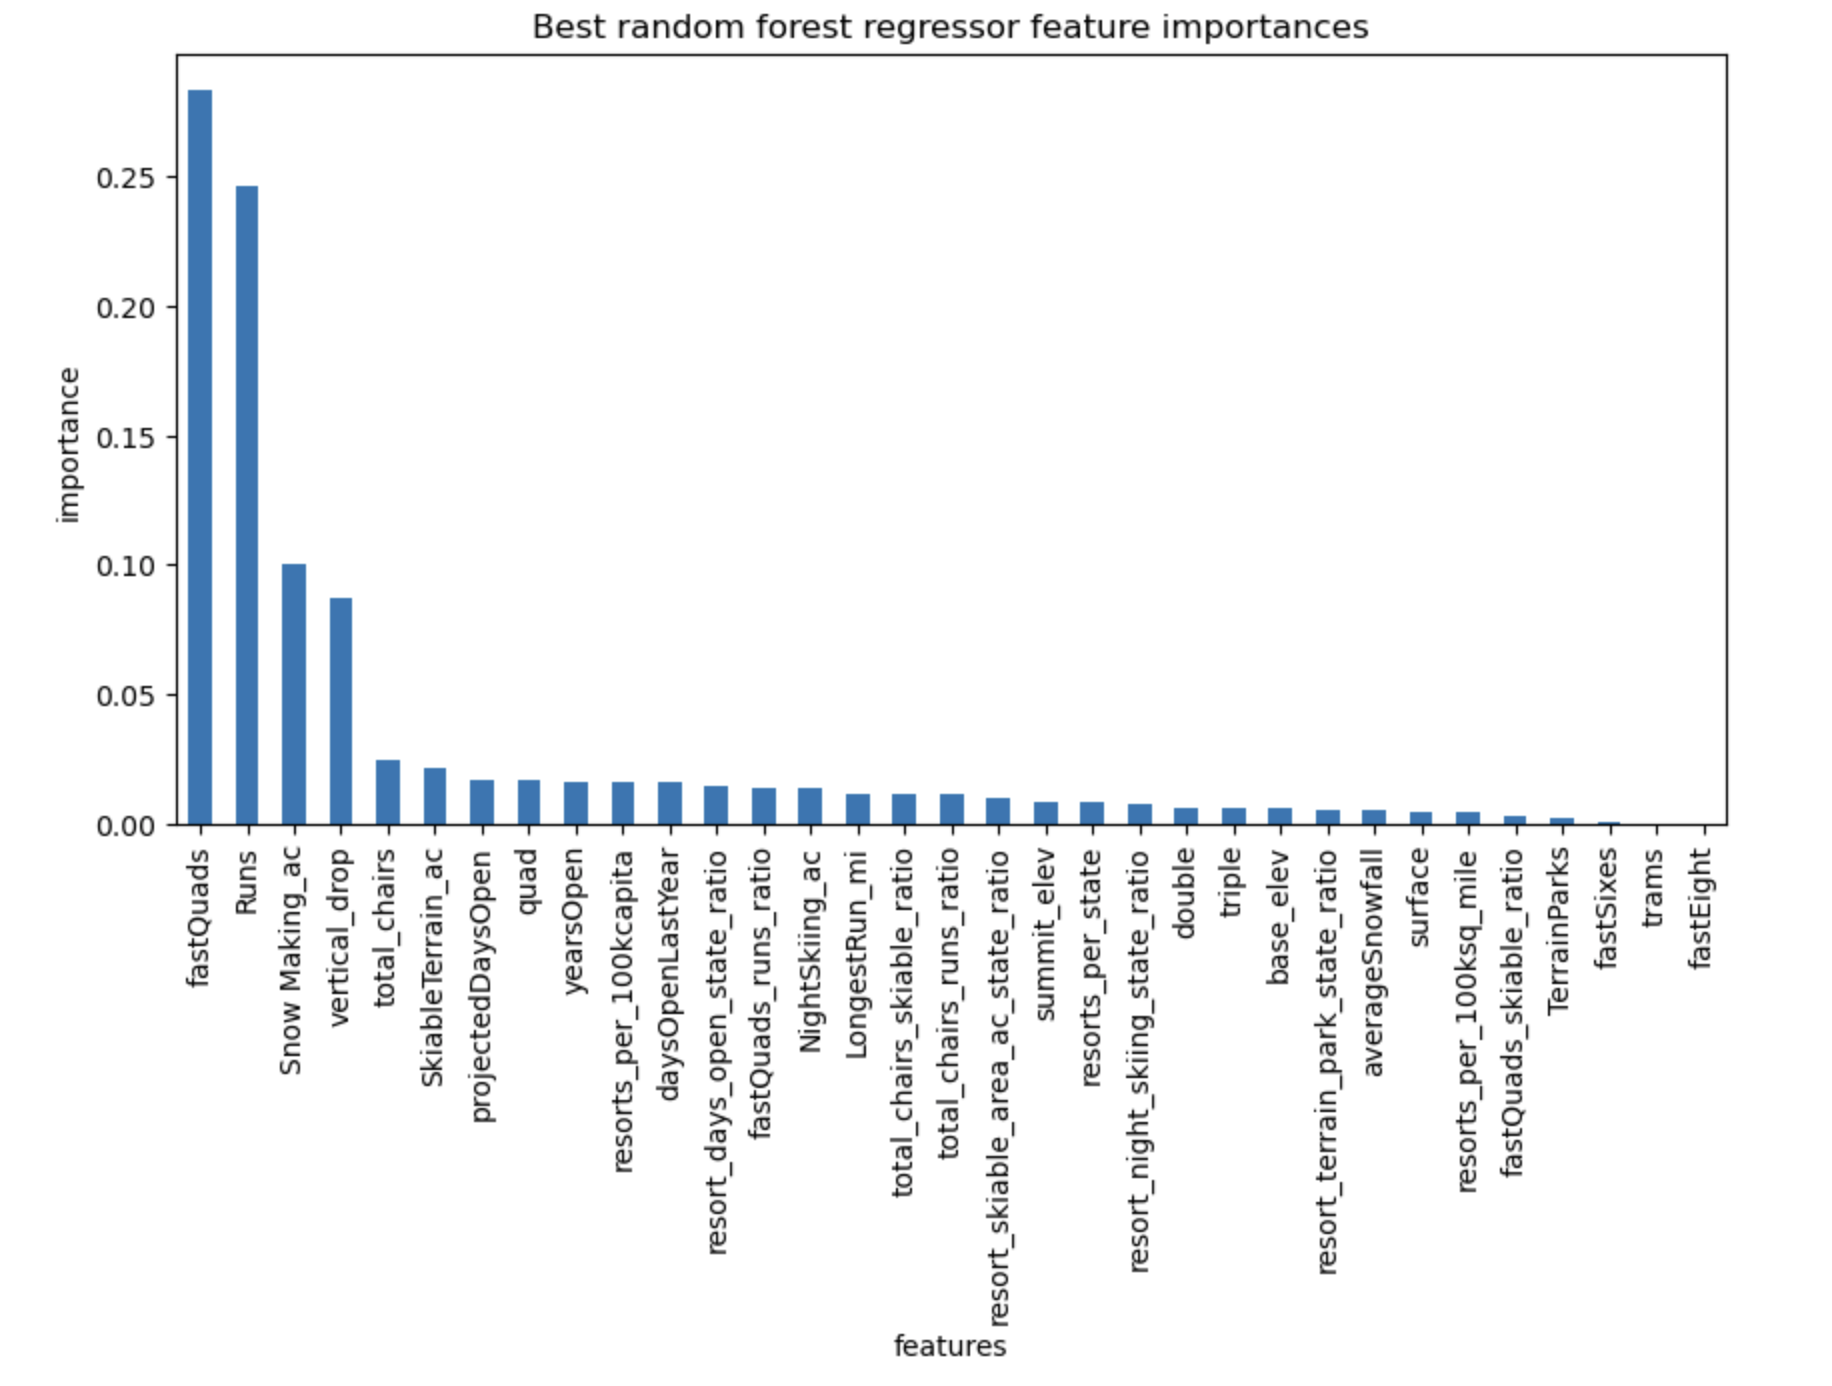 Best random forest regressor feature importances
importance
0.25
0.20
0.15
0.10
0.05
0.00
fastQuads
Runs
Snow Making_ac
vertical_drop
total_chairs
SkiableTerrain_ac
projectedDaysOpen
quad
yearsOpen
resorts_per_100kcapita
daysOpenLastYear
resort_days_open_state_ratio
fastQuads_runs_ratio
NightSkiing_ac
LongestRun_mi
total_chairs_skiable_ratio
total_chairs_runs_ratio
resort_skiable_area_ac_state_ratio
summit_elev
resorts_per_state
resort_night_skiing_state_ratio
double
triple
base_elev
resort_terrain_park_state_ratio
averageSnowfall
surface
resorts_per_100ksq_mile
fastQuads_skiable_ratio
TerrainParks
fastSixes
trams
fastEight
features